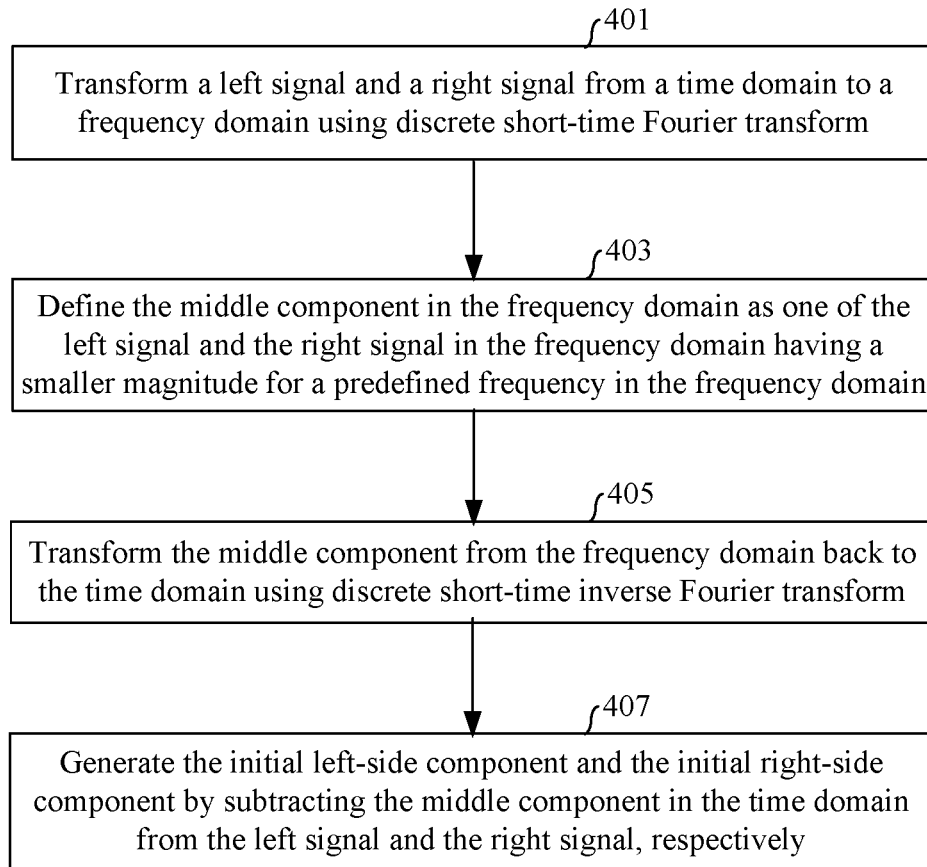 401
Transform a left signal and a right signal from a time domain to a
frequency domain using discrete short-time Fourier transform
403
Define the middle component in the frequency domain as one of the
left signal and the right signal in the frequency domain having a
smaller magnitude for a predefined frequency in the frequency domain
405
Transform the middle component from the frequency domain back to
the time domain using discrete short-time inverse Fourier transform
407
Generate the initial left-side component and the initial right-side
component by subtracting the middle component in the time domain
from the left signal and the right signal, respectively